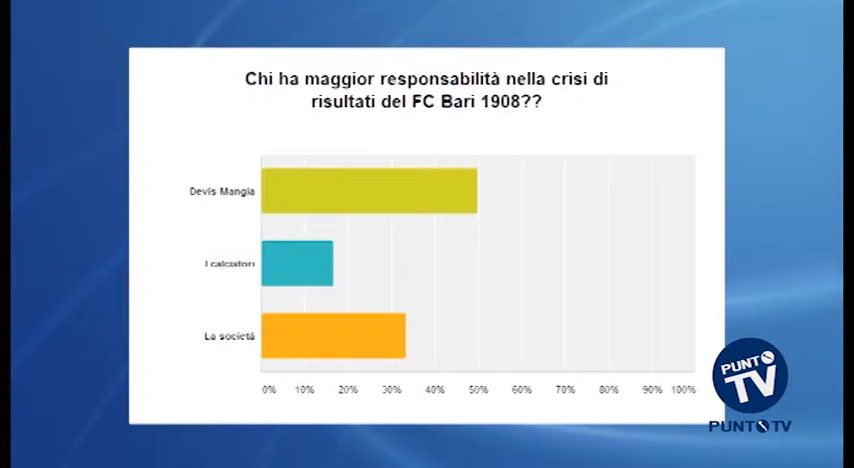 Chi ha maggior responsabilità nella crisi di
risultati del FC Bari 1908??
Devis Mangia
I calciatori
La società
0% 10% 20% 30% 40% 50% 60% 70% 80% 90% 100%
PUNTO
TV
PUNTO TV